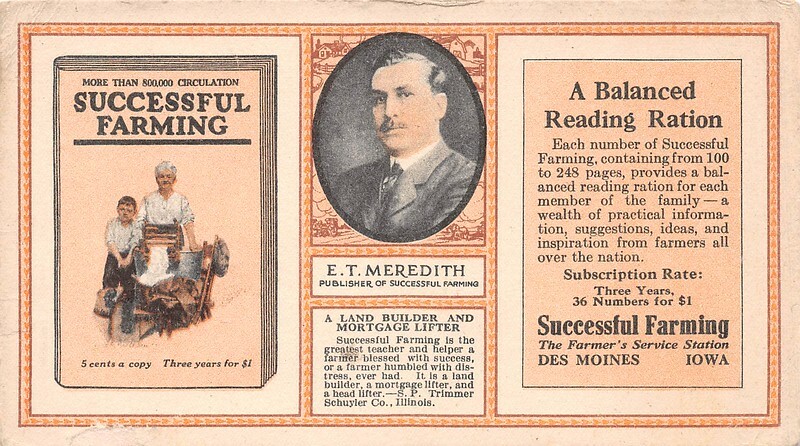 MORE THAN 800,000 CIRCULATION
SUCCESSFUL
FARMING
5 cents a copy Three years for $1
E.T. MEREDITH
PUBLISHER OF SUCCESSFUL FARMING
A LAND BUILDER AND
MORTGAGE LIFTER
Successful Farming is the
greatest teacher and helper a
farmer blessed with success,
or a farmer humbled with dis-
tress, ever had. It is a land
builder, a mortgage lifter, and
a head lifter.—S. P. Trimmer
Schuyler Co., Illinois.
A Balanced
Reading Ration
Each number of Successful
Farming, containing from 100
to 248 pages, provides a bal-
anced reading ration for each
member of the family—a
wealth of practical informa-
tion, suggestions, ideas, and
inspiration from farmers all
over the nation.
Subscription Rate:
Three Years,
36 Numbers for $1
Successful Farming
The Farmer's Service Station
DES MOINES IOWA